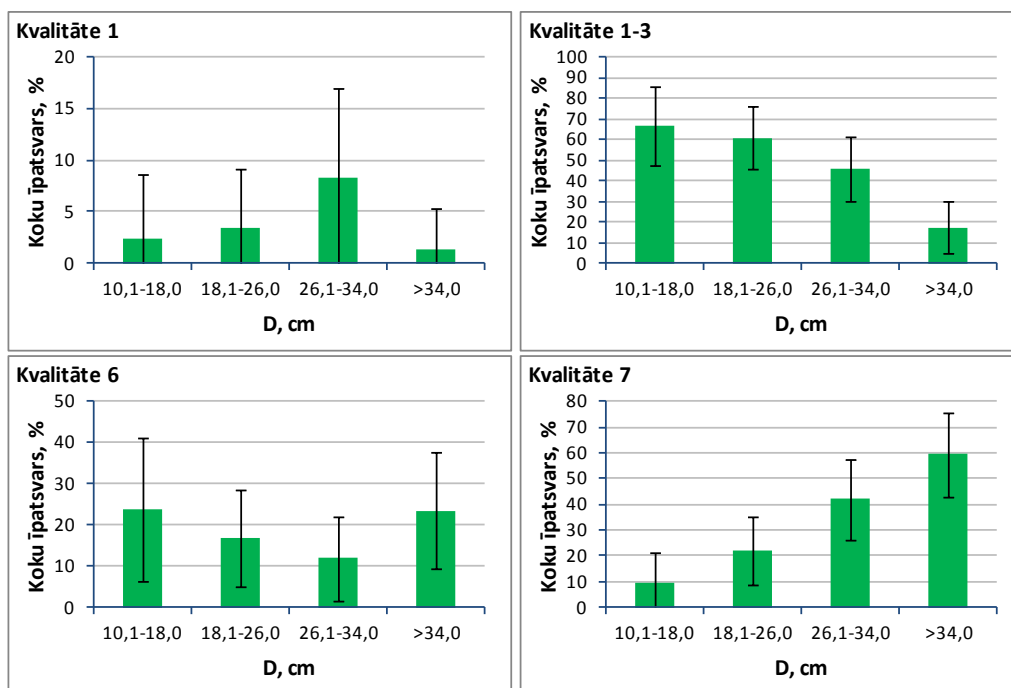 Kvalitāte 1
Koku īpatsvars, %
20
15
10
5
0
10,1-18,0 18,1-26,0 26,1-34,0 >34,0
D, cm
Kvalitāte 1-3
Koku īpatsvars, %
100
90
80
70
60
50
40
30
20
10
0
10,1-18,0 18,1-26,0 26,1-34,0 >34,0
D, cm
Kvalitāte 6
Koku īpatsvars, %
50
40
30
20
10
0
10,1-18,0 18,1-26,0 26,1-34,0 >34,0
D, cm
Kvalitāte 7
Koku īpatsvars, %
80
70
60
50
40
30
20
10
0
10,1-18,0 18,1-26,0 26,1-34,0 >34,0
D, cm